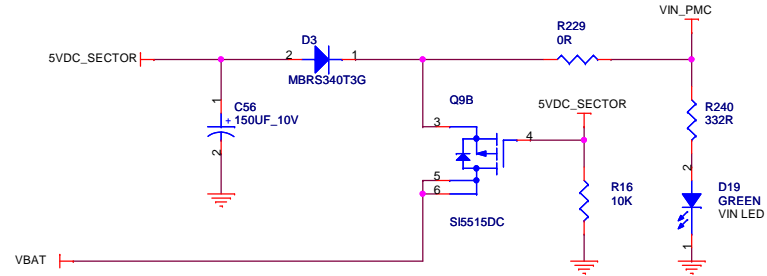 VIN_PMC
D3
R229
0R
5VDC_SECTOR
2
1
MBRS340T3G
Q9B
5VDC_SECTOR
1
C56
+
150UF_10V
2
3
4
R240
332R
5
6
SI5515DC
R16
10K
2
D19
GREEN
VIN LED
1
VBAT